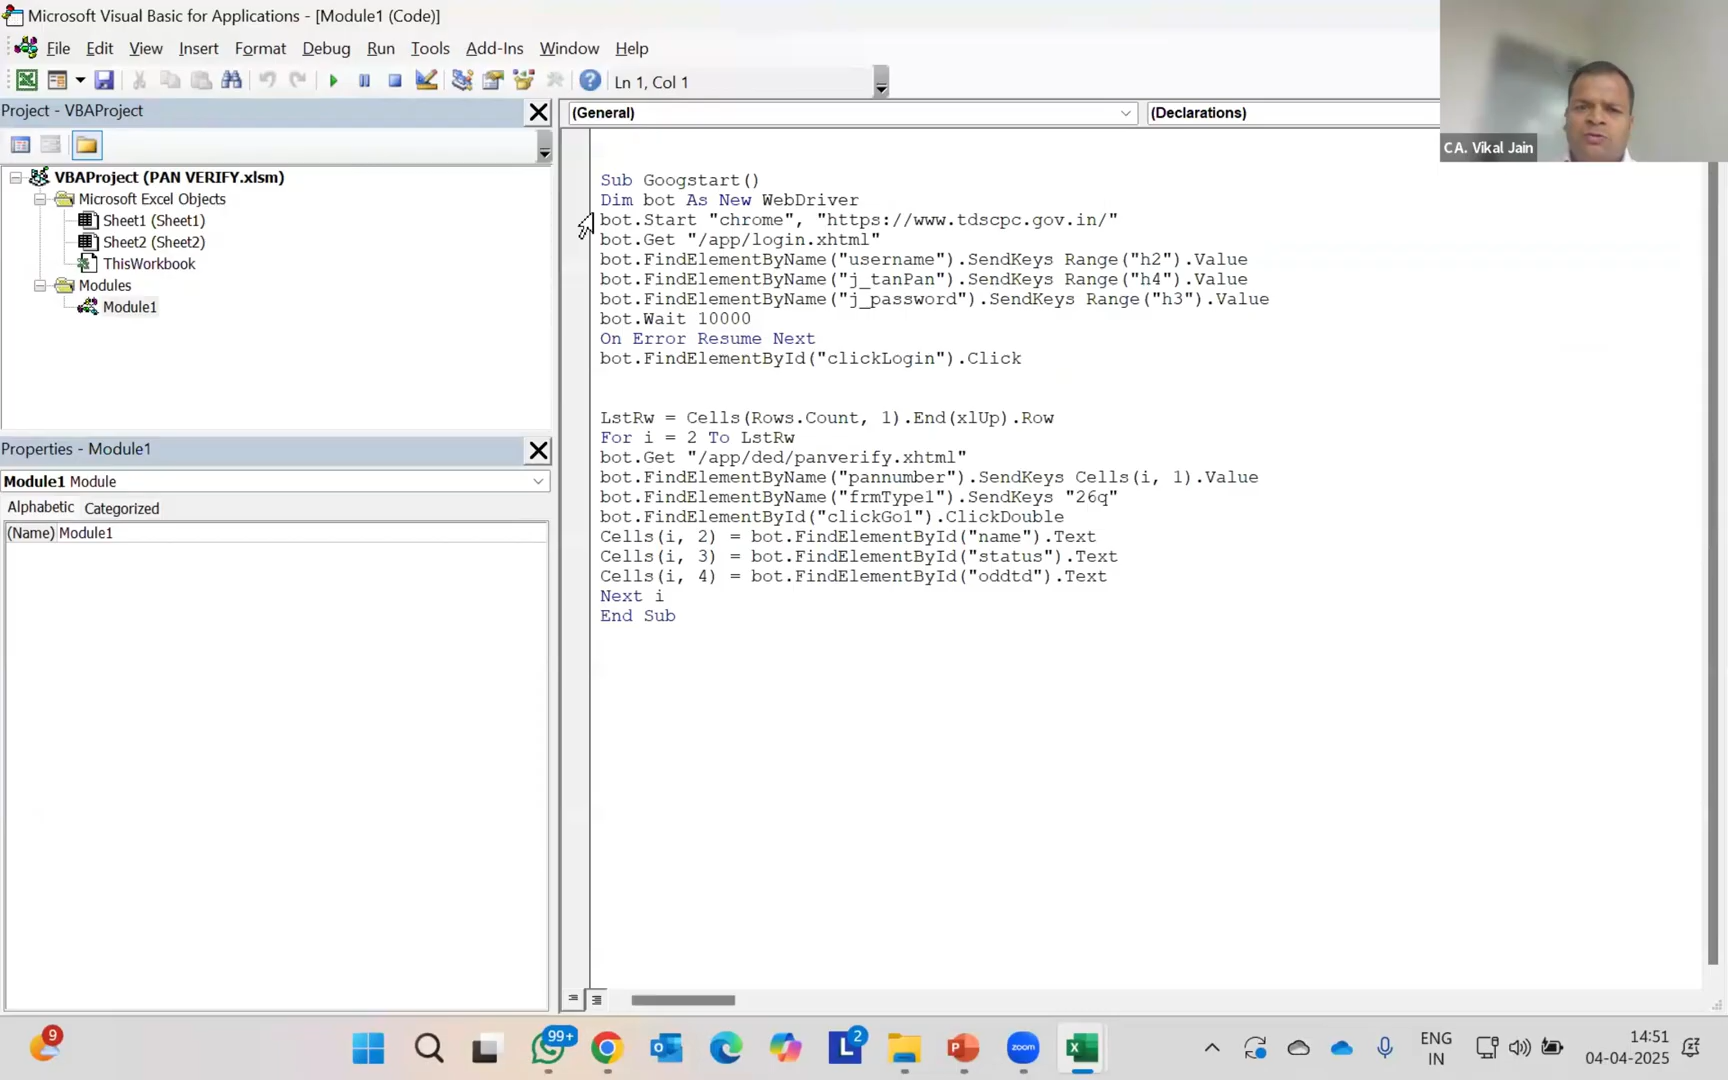 Microsoft Visual Basic for Applications - [Module1 (Code)]
File Edit View Insert Format Debug Run Tools Add-Ins Window Help
Ln 1, Col 1
Project - VBAProject
(General)
(Declarations)
CA. Vikal Jain
VBAProject (PAN VERIFY.xlsm)
Microsoft Excel Objects
Sheet1 (Sheet1)
Sheet2 (Sheet2)
ThisWorkbook
Modules
Module1
Properties - Module1
Module1 Module
Alphabetic Categorized
(Name) Module1
Sub Googstart()
Dim bot As New WebDriver
bot.Start "chrome", "https://www.tdscpc.gov.in/"
bot.Get "/app/login.xhtml"
bot.FindElementByName("username").SendKeys Range("h2").Value
bot.FindElementByName("j_tanPan").SendKeys Range("h4").Value
bot.FindElementByName("j_password").SendKeys Range("h3").Value
bot.Wait 10000
On Error Resume Next
bot.FindElementById("clickLogin").Click
LstRw = Cells(Rows.Count, 1).End(xlUp).Row
For i = 2 To LstRw
bot.Get "/app/ded/panverify.xhtml"
bot.FindElementByName("pannumber").SendKeys Cells(i, 1).Value
bot.FindElementByName("frmType1").SendKeys "26q"
bot.FindElementById("clickGo1").ClickDouble
Cells(i, 2) = bot.FindElementById("name").Text
Cells(i, 3) = bot.FindElementById("status").Text
Cells(i, 4) = bot.FindElementById("oddtd").Text
Next i
End Sub
9
99+
L 2
zoom
ENG
IN
14:51
04-04-2025